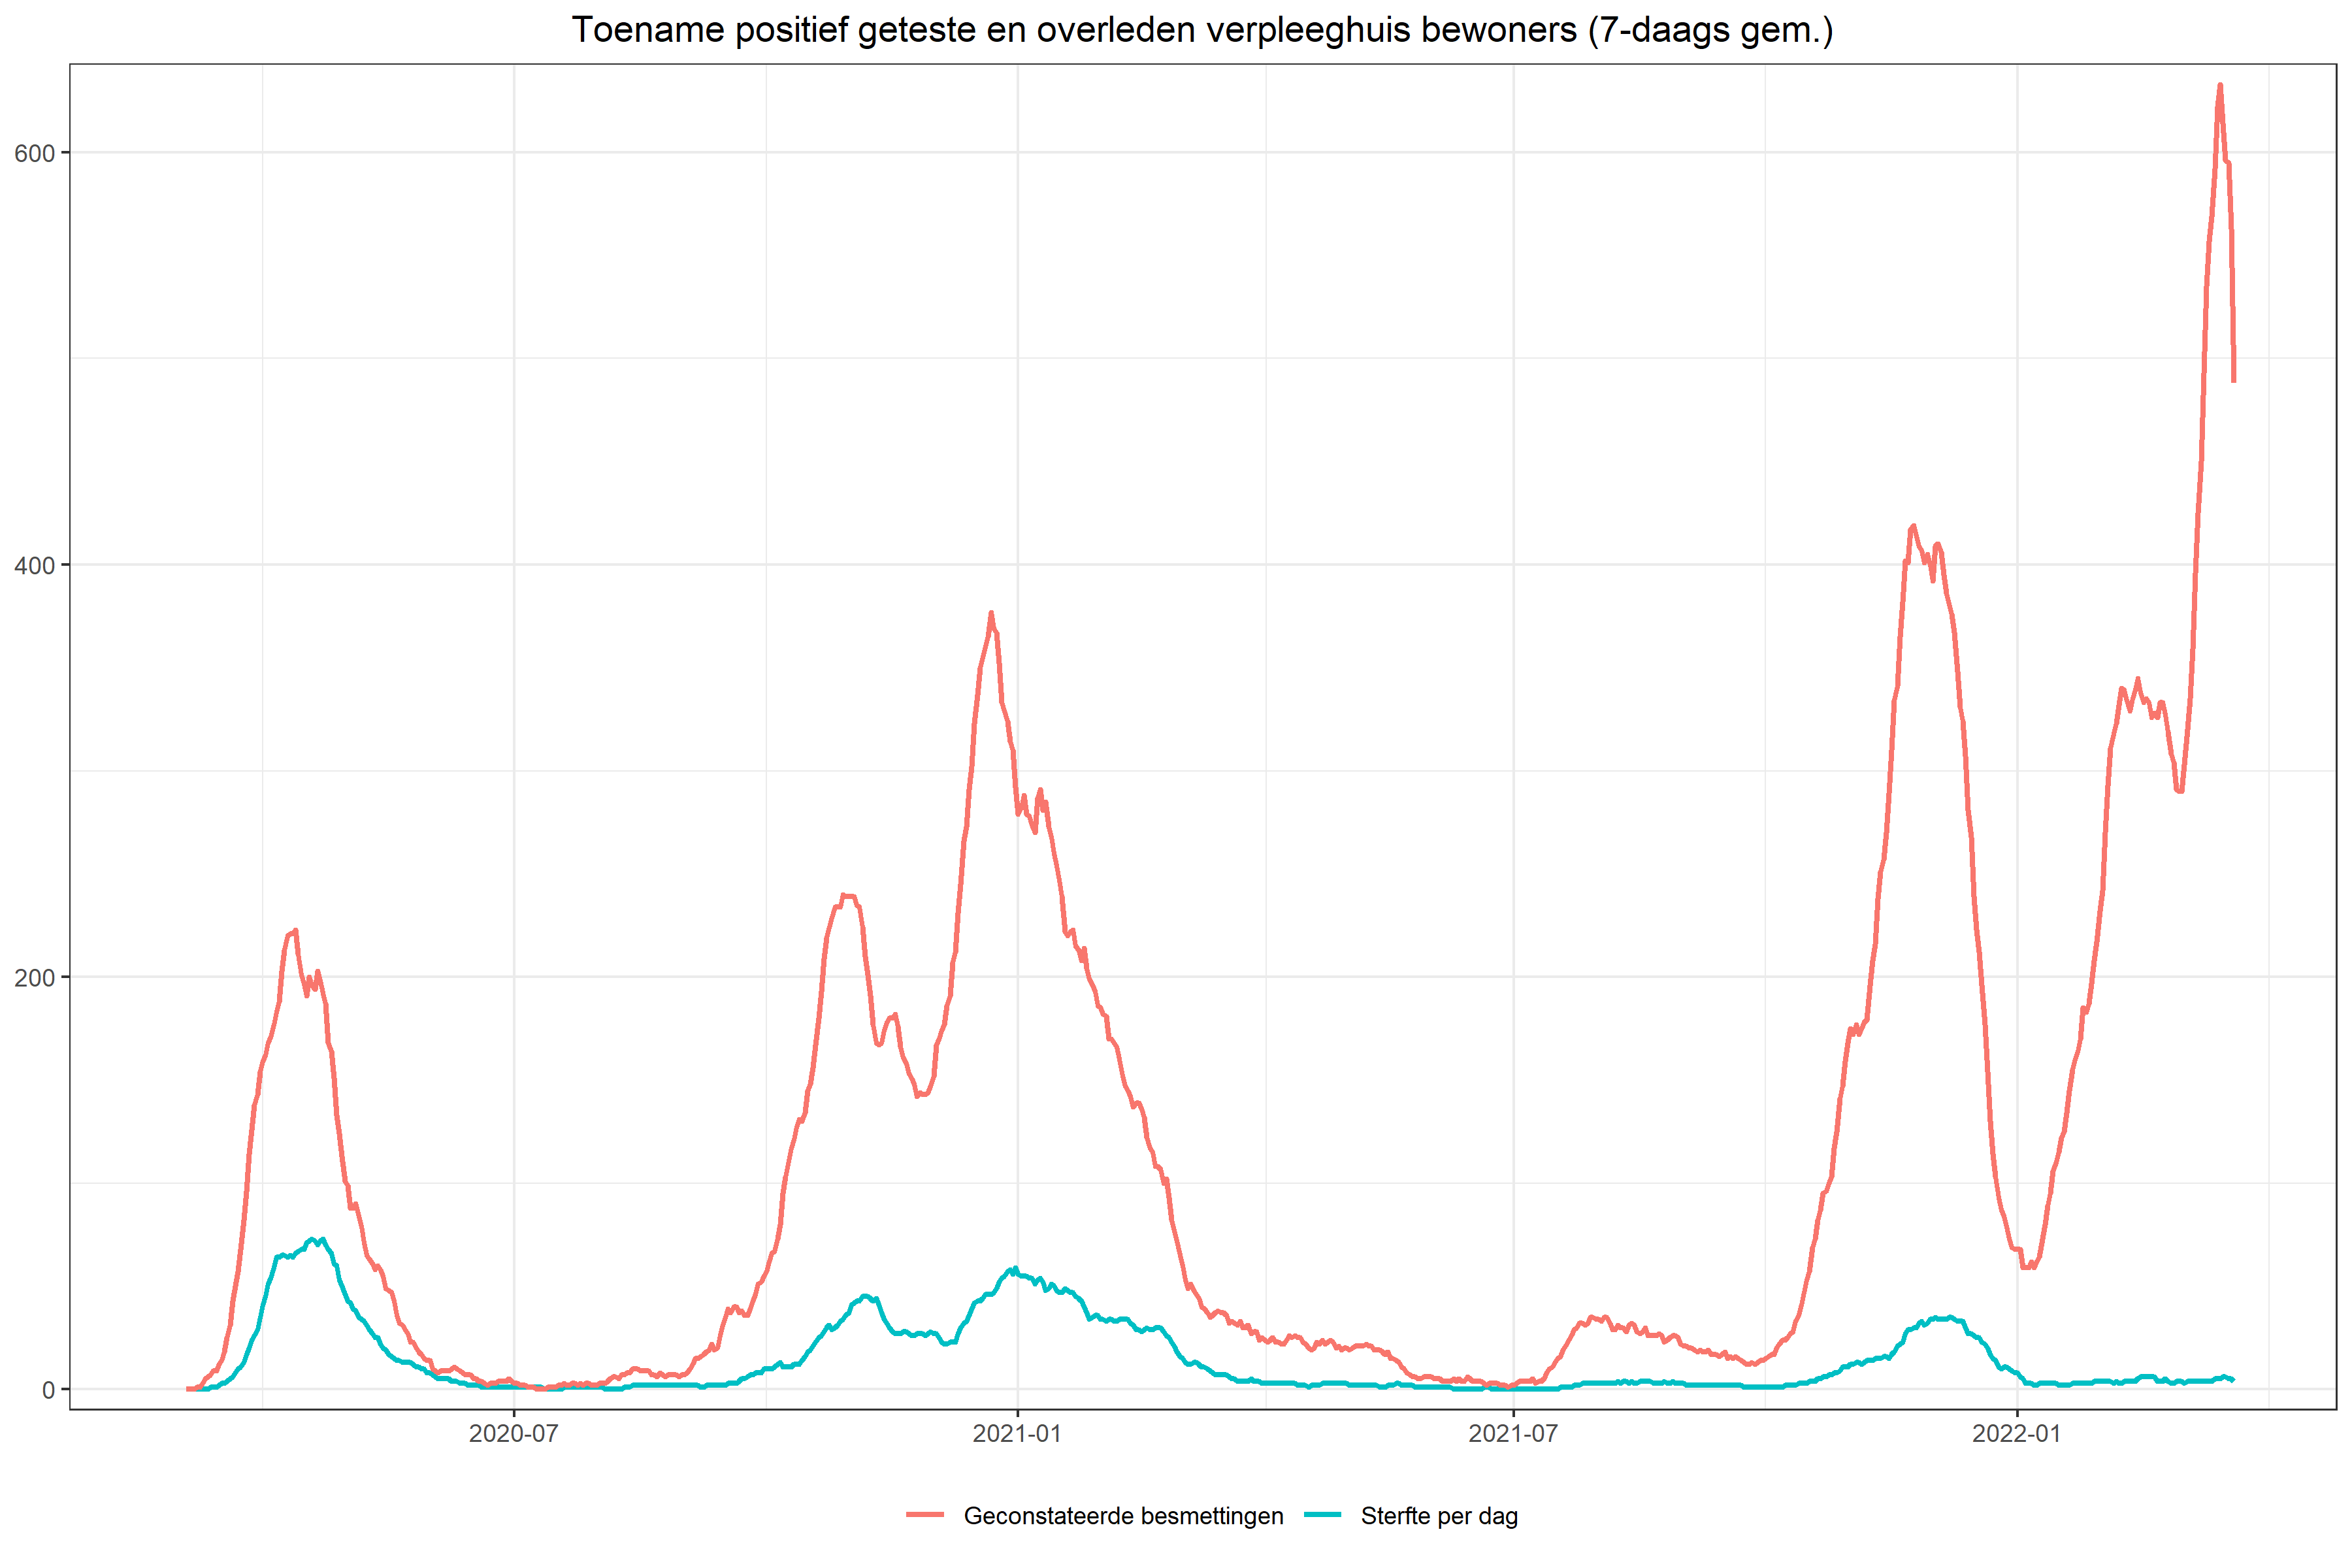 Toename positief geteste en overleden verpleeghuis bewoners (7-daags gem.)
600
400
200
0
2020-07 2021-01 2021-07 2022-01
Geconstateerde besmettingen Sterfte per dag